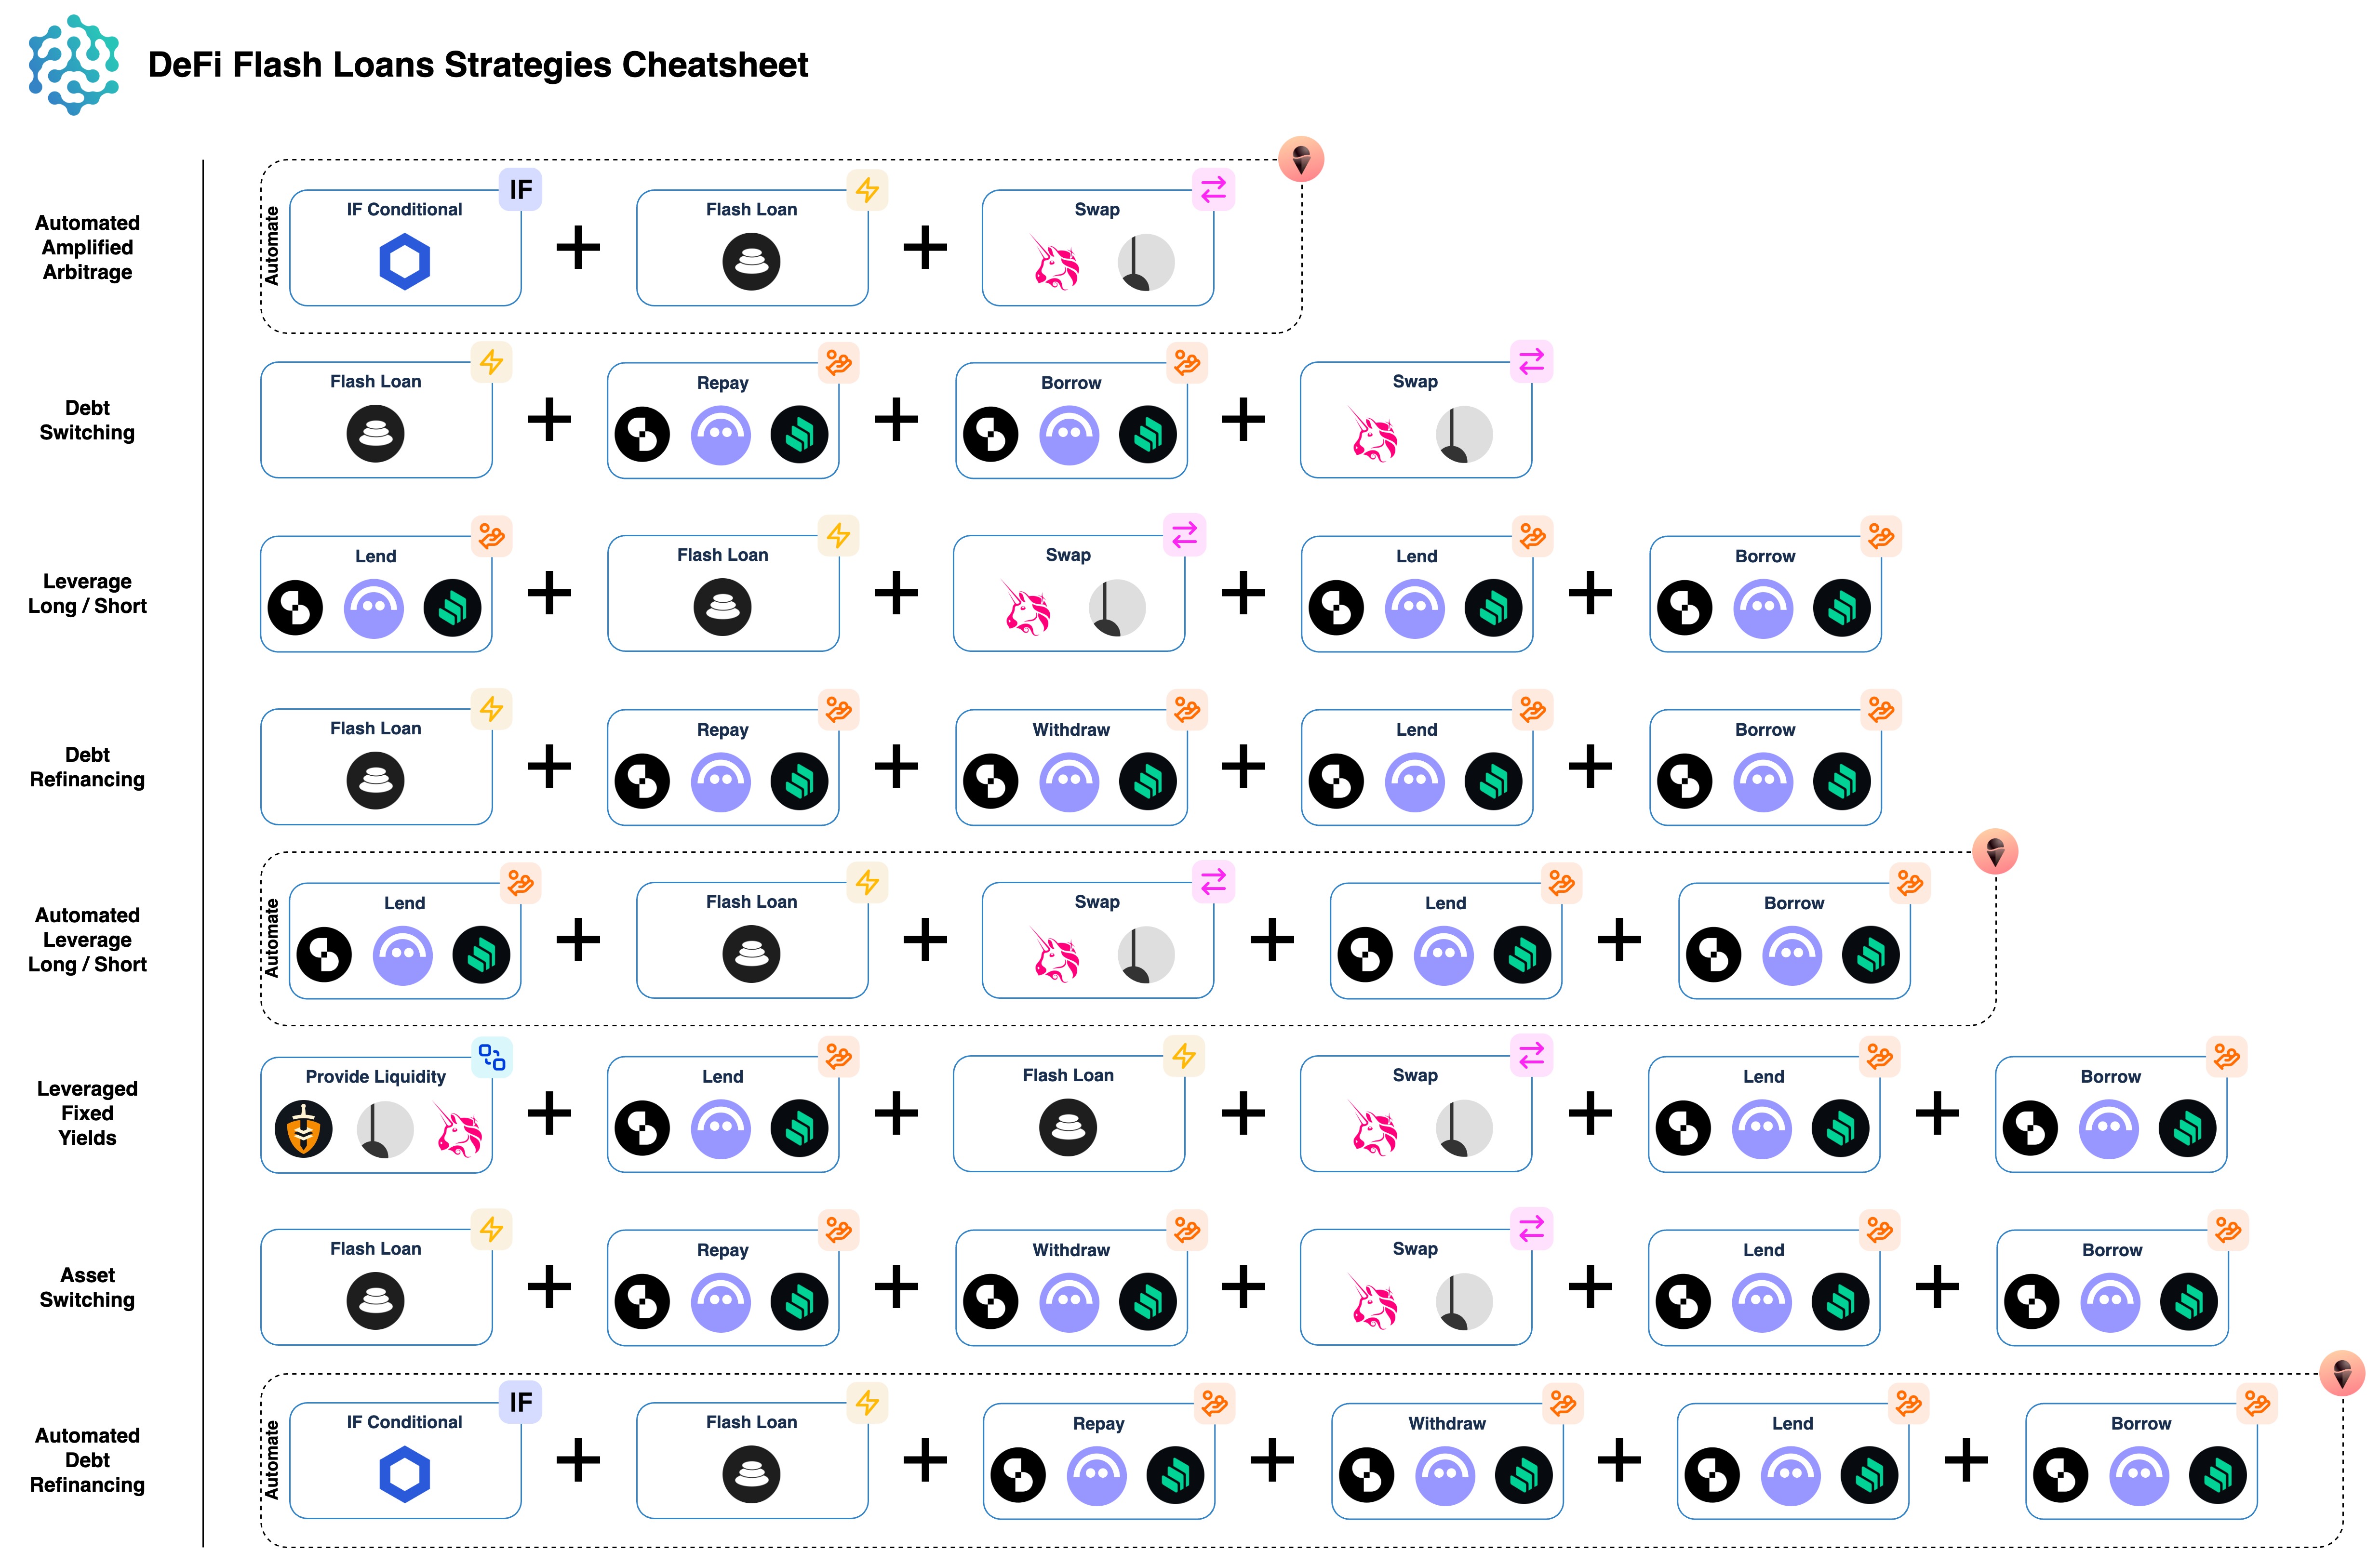 DeFi Flash Loans Strategies Cheatsheet
Automated
Amplified
Arbitrage
Automate
IF Conditional
IF
Flash Loan
Swap
Debt
Switching
Flash Loan
Repay
Borrow
Swap
Leverage
Long / Short
Lend
Flash Loan
Swap
Lend
Borrow
Debt
Refinancing
Flash Loan
Repay
Withdraw
Lend
Borrow
Automated
Leverage
Long / Short
Automate
Lend
Flash Loan
Swap
Lend
Borrow
Leveraged
Fixed
Yields
Provide Liquidity
Lend
Flash Loan
Swap
Lend
Borrow
Asset
Switching
Flash Loan
Repay
Withdraw
Swap
Lend
Borrow
Automated
Debt
Refinancing
Automate
IF Conditional
IF
Flash Loan
Repay
Withdraw
Lend
Borrow